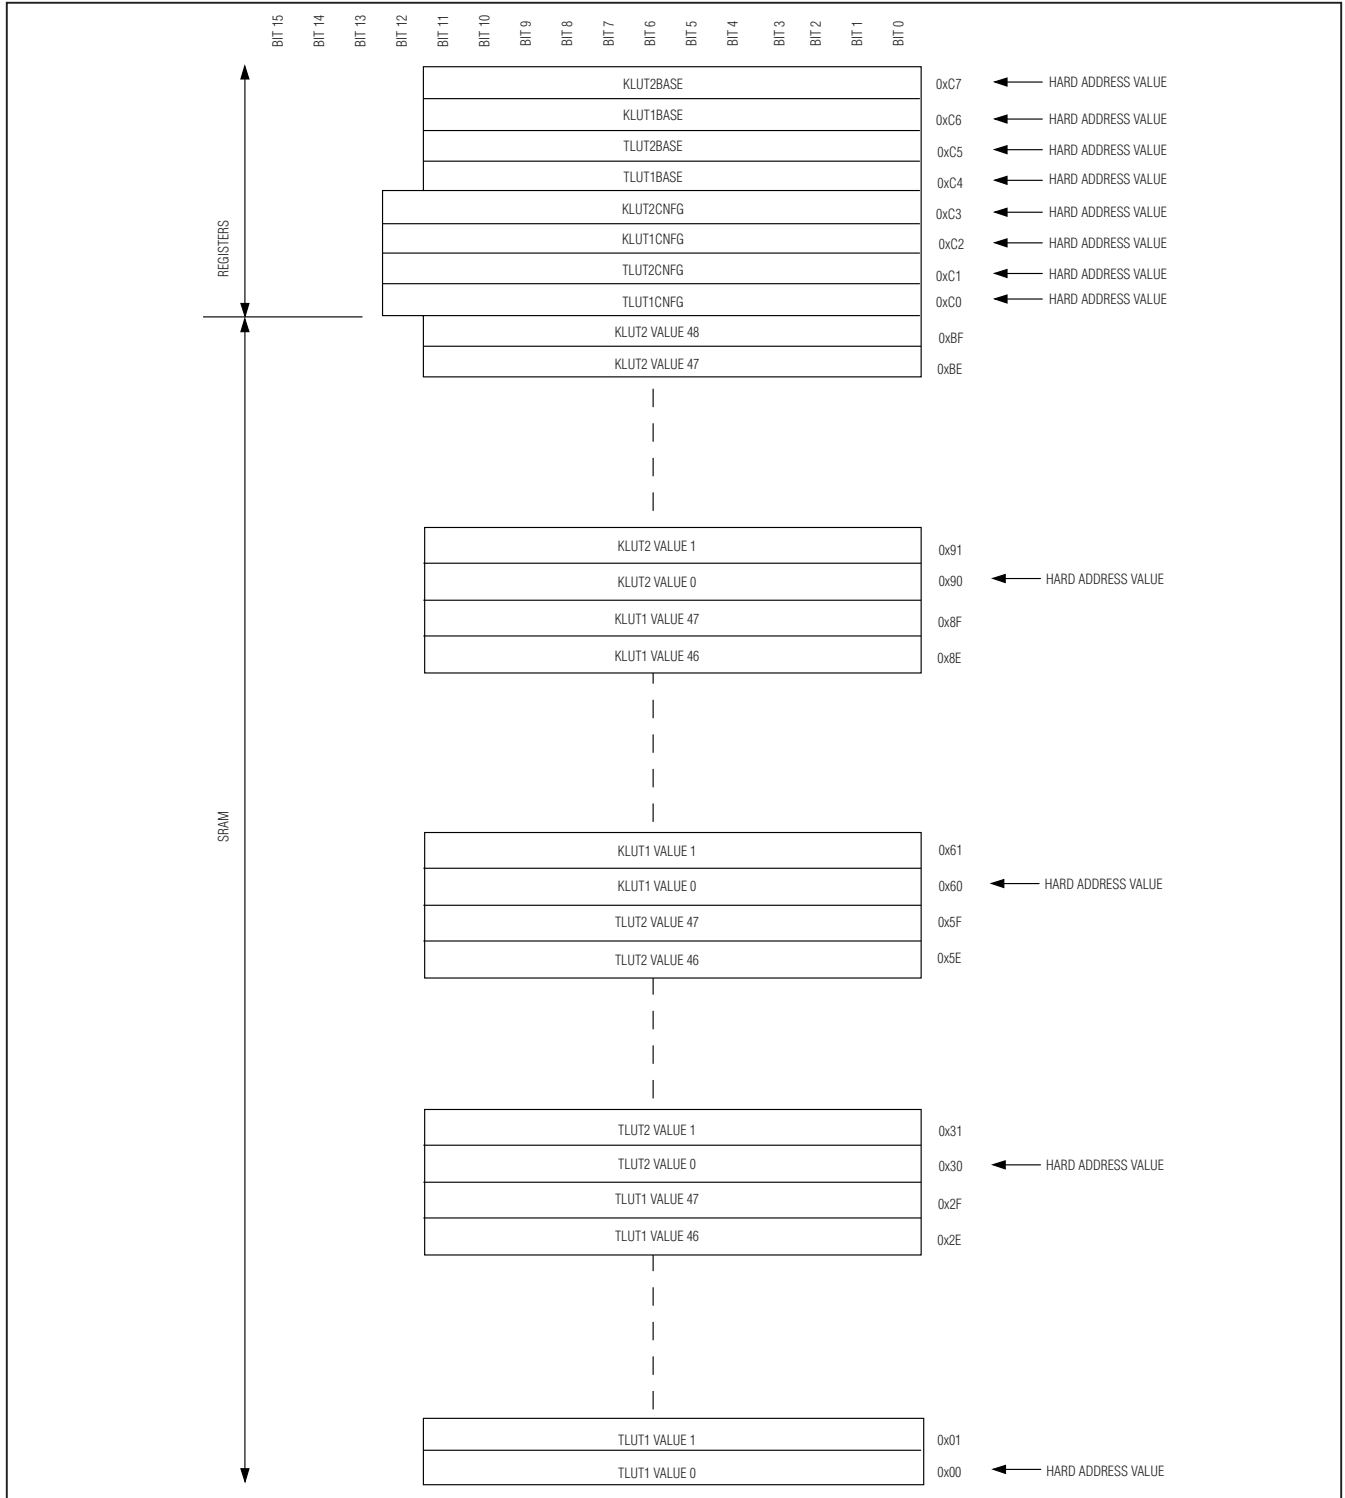 BIT 15 BIT 14 BIT 13 BIT 12 BIT 11 BIT 10 BIT 9 BIT 8 BIT 7 BIT 6 BIT 5 BIT 4 BIT 3 BIT 2 BIT 1 BIT 0
KLUT2BASE 0xC7 HARD ADDRESS VALUE
KLUT1BASE 0xC6 HARD ADDRESS VALUE
TLUT2BASE 0xC5 HARD ADDRESS VALUE
TLUT1BASE 0xC4 HARD ADDRESS VALUE
KLUT2CNFG 0xC3 HARD ADDRESS VALUE
REGISTERS
KLUT1CNFG 0xC2 HARD ADDRESS VALUE
TLUT2CNFG 0xC1 HARD ADDRESS VALUE
TLUT1CNFG 0xC0 HARD ADDRESS VALUE
KLUT2 VALUE 48 0xBF
KLUT2 VALUE 47 0xBE
KLUT2 VALUE 1 0x91
KLUT2 VALUE 0 0x90 HARD ADDRESS VALUE
KLUT1 VALUE 47 0x8F
KLUT1 VALUE 46 0x8E
SRAM
KLUT1 VALUE 1 0x61
KLUT1 VALUE 0 0x60 HARD ADDRESS VALUE
TLUT2 VALUE 47 0x5F
TLUT2 VALUE 46 0x5E
TLUT2 VALUE 1 0x31
TLUT2 VALUE 0 0x30 HARD ADDRESS VALUE
TLUT1 VALUE 47 0x2F
TLUT1 VALUE 46 0x2E
TLUT1 VALUE 1 0x01
TLUT1 VALUE 0 0x00 HARD ADDRESS VALUE